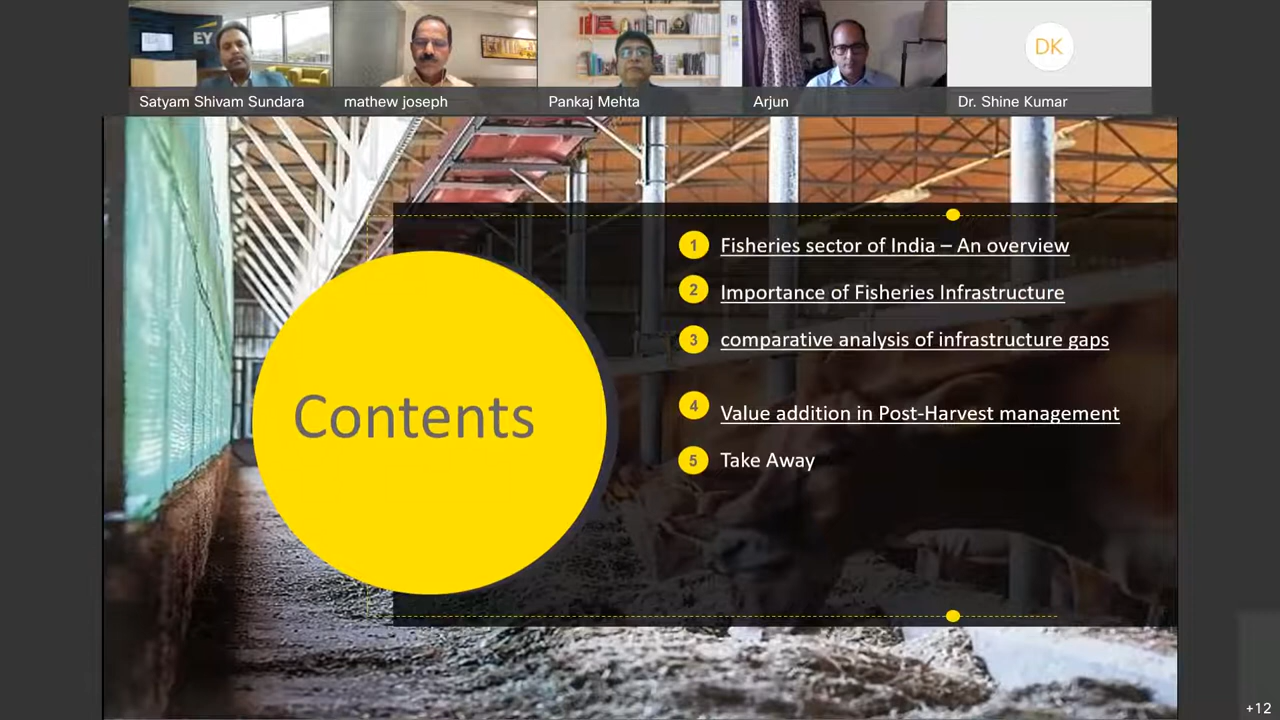 EY
Satyam Shivam Sundara
mathew joseph
Pankaj Mehta
Arjun
DK
Dr. Shine Kumar
Contents
1 Fisheries sector of India – An overview
2 Importance of Fisheries Infrastructure
3 comparative analysis of infrastructure gaps
4 Value addition in Post-Harvest management
5 Take Away
+12